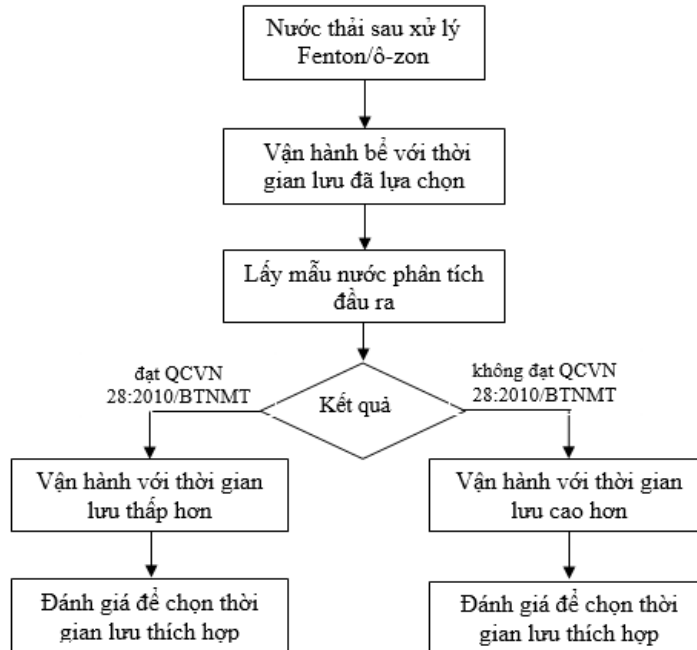 Nước thải sau xử lý
Fenton/ô-zon
Vận hành bể với thời
gian lưu đã lựa chọn
Lấy mẫu nước phân tích
đầu ra
đạt QCVN
28:2010/BTNMT
Kết quả
không đạt QCVN
28:2010/BTNMT
Vận hành với thời gian
lưu thấp hơn
Vận hành với thời gian
lưu cao hơn
Đánh giá để chọn thời
gian lưu thích hợp
Đánh giá để chọn thời
gian lưu thích hợp